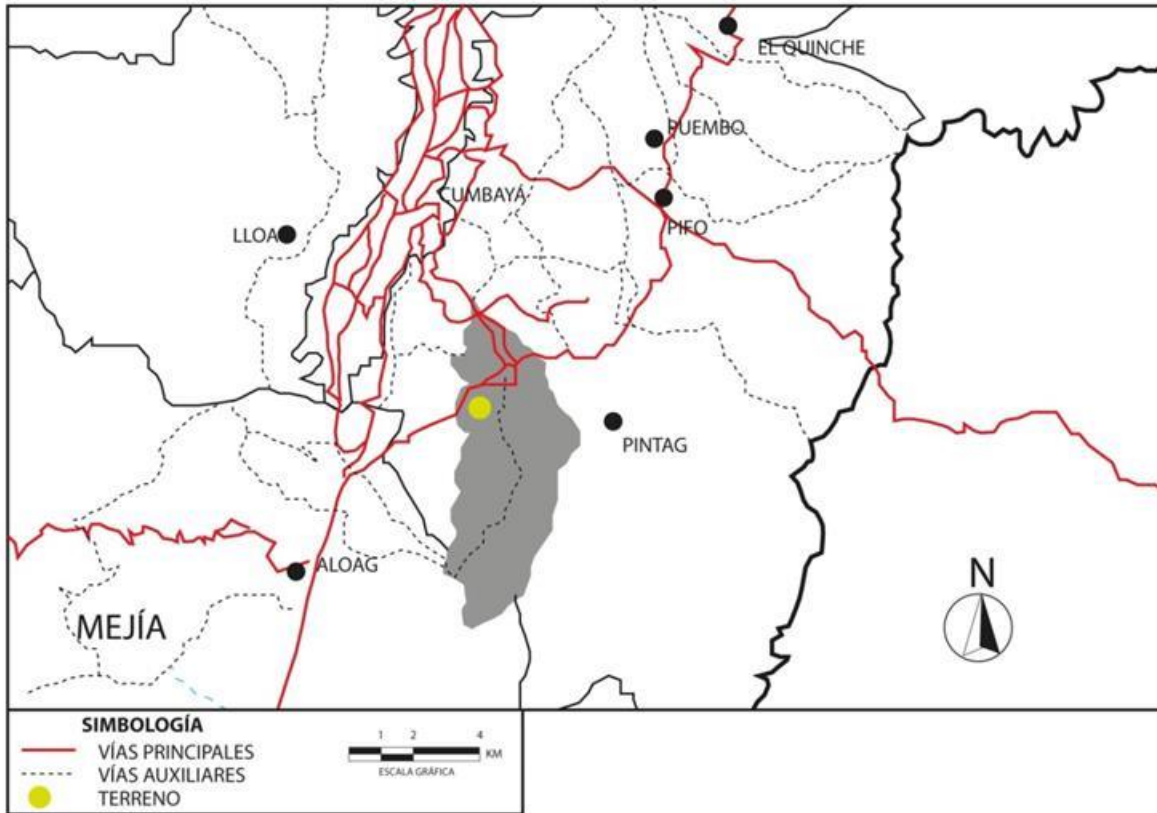 EL QUINCHE
PUEMBO
CUMBAYÁ
PIFO
LLOA
PINTAG
ALOAG
MEJÍA
N
SIMBOLOGÍA
VÍAS PRINCIPALES
VÍAS AUXILIARES
TERRENO
1 2 4
KM
ESCALA GRÁFICA